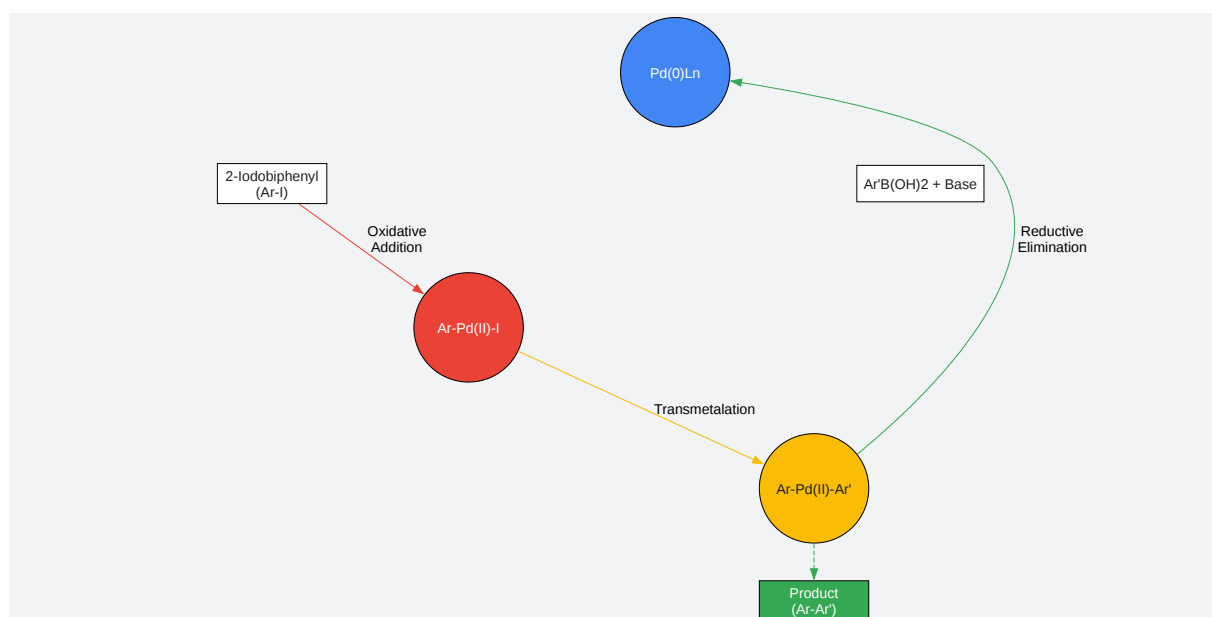 Pd(0)Ln
2-Iodobiphenyl
(Ar-I)
Ar'B(OH)2 + Base
Oxidative
Addition
Reductive
Elimination
Ar-Pd(II)-I
Transmetalation
Ar-Pd(II)-Ar'
Product
(Ar-Ar')